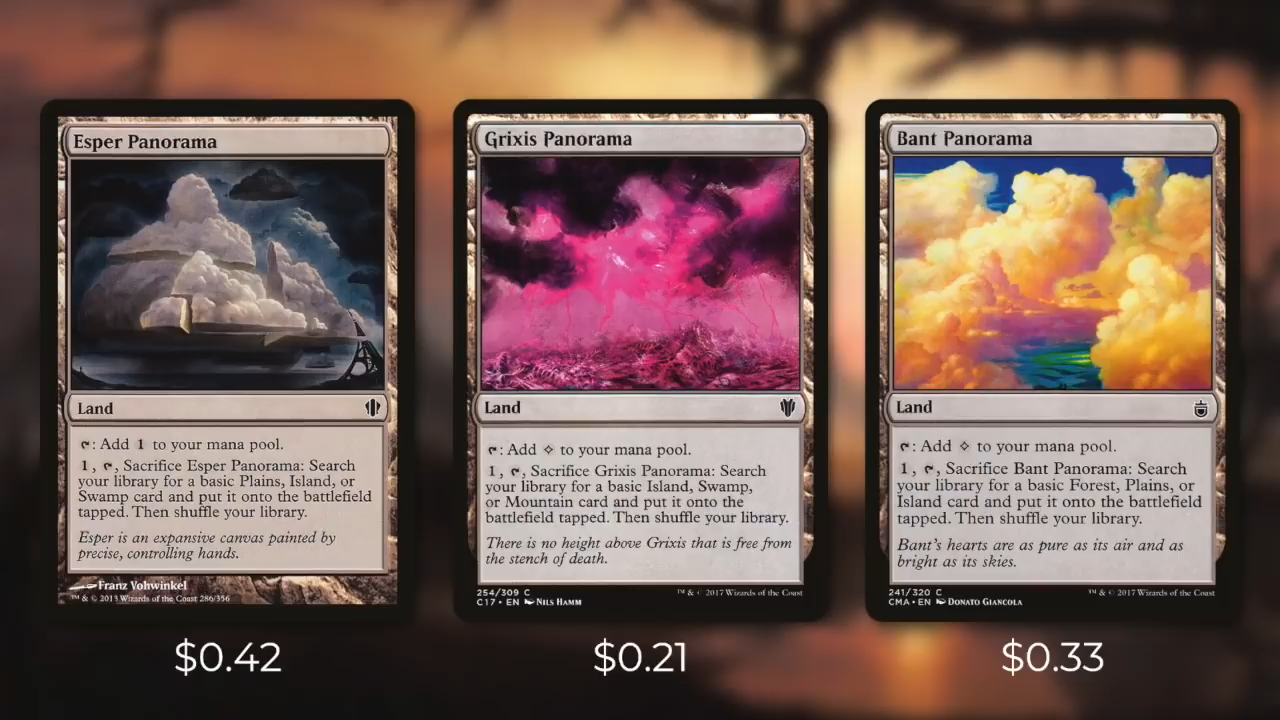 Esper Panorama
Land
: Add 1 to your mana pool.
1, , Sacrifice Esper Panorama: Search
your library for a basic Plains, Island, or
Swamp card and put it onto the battlefield
tapped. Then shuffle your library.
Esper is an expansive canvas painted by
precise, controlling hands.
Franz Vohwinkel
™ & © 2013 Wizards of the Coast 286/356
$0.42
Grixis Panorama
Land
: Add to your mana pool.
1, , Sacrifice Grixis Panorama: Search
your library for a basic Island, Swamp,
or Mountain card and put it onto the
battlefield tapped. Then shuffle your library.
There is no height above Grixis that is free from
the stench of death.
254/309 C
C17 • EN Nils Hamm
™ & © 2017 Wizards of the Coast
$0.21
Bant Panorama
Land
: Add to your mana pool.
1, , Sacrifice Bant Panorama: Search
your library for a basic Forest, Plains, or
Island card and put it onto the battlefield
tapped. Then shuffle your library.
Bant's hearts are as pure as its air and as
bright as its skies.
241/320 C
CMA • EN Donato Giancola
™ & © 2017 Wizards of the Coast
$0.33